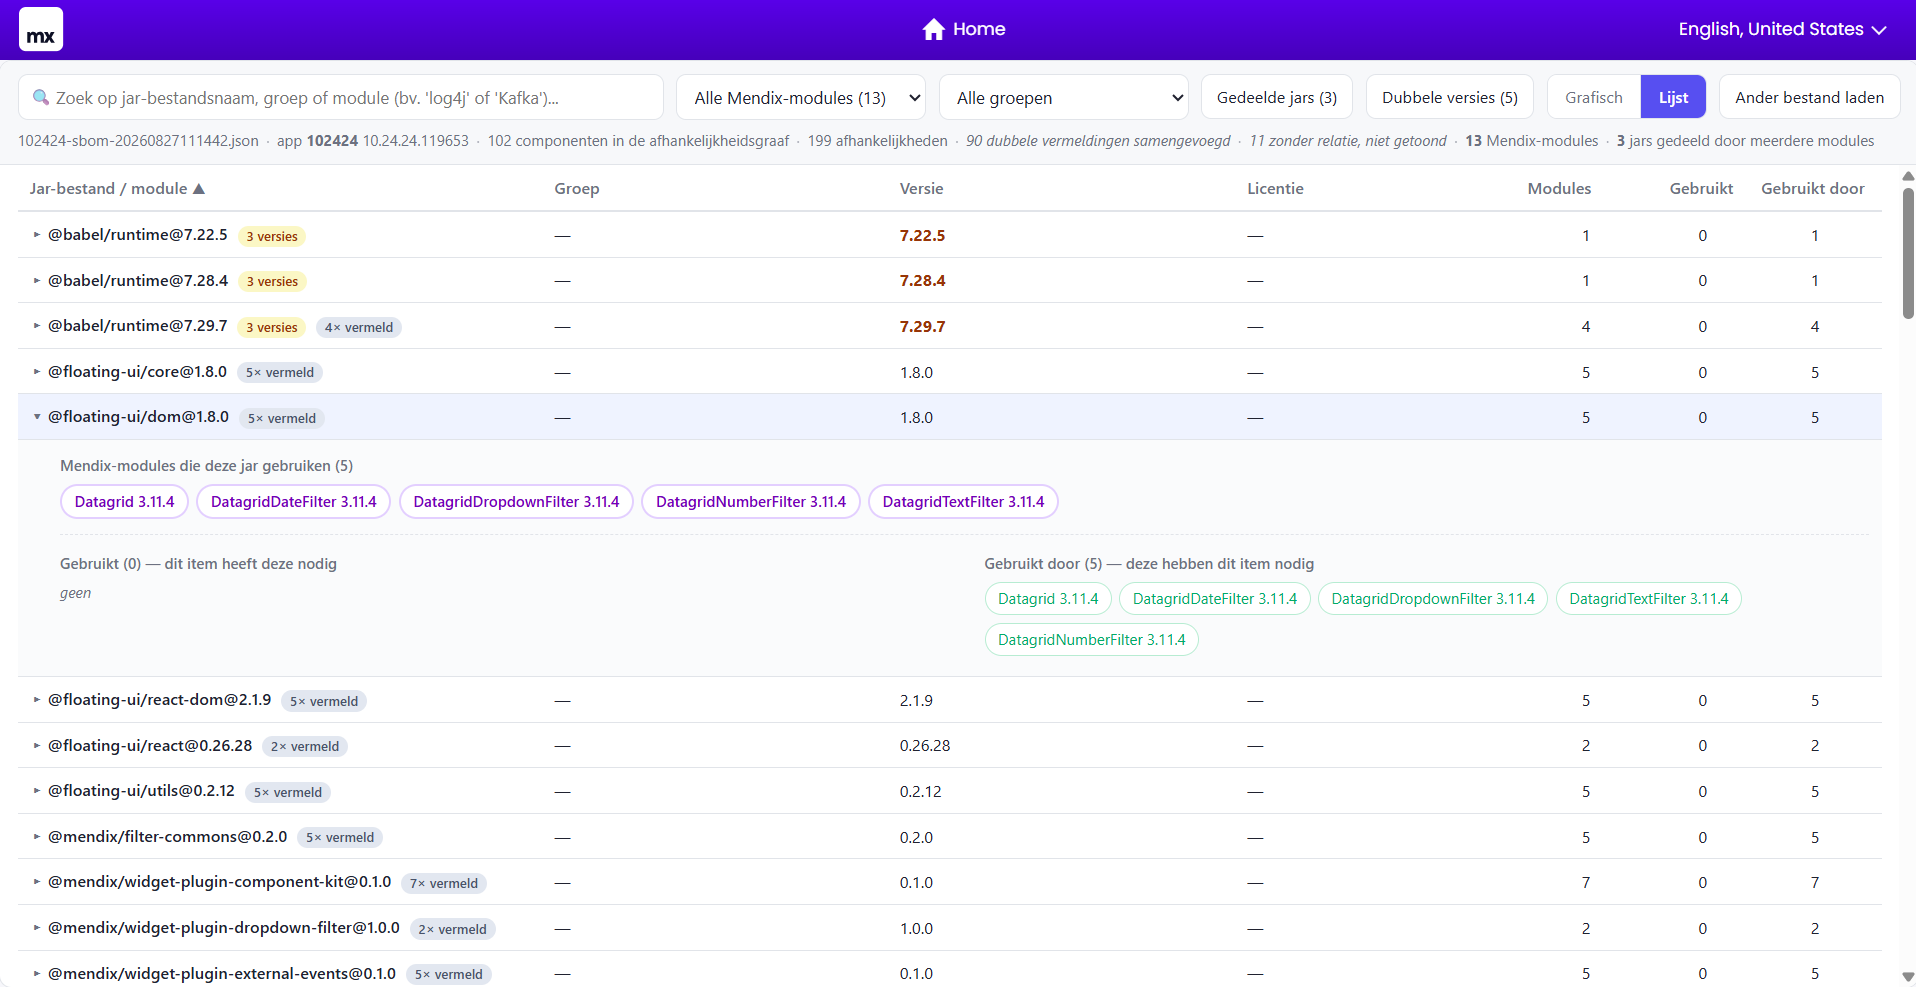 mx
Home
English, United States
Zoek op jar-bestandsnaam, groep of module (bv. 'log4j' of 'Kafka')...
Alle Mendix-modules (13)
Alle groepen
Gedeelde jars (3)
Dubbele versies (5)
Grafisch
Lijst
Ander bestand laden
102424-sbom-20260827111442.json · app 102424 10.24.24.119653 · 102 componenten in de afhankelijkheidsgraaf · 199 afhankelijkheden · 90 dubbele vermeldingen samengevoegd · 11 zonder relatie, niet getoond · 13 Mendix-modules · 3 jars gedeeld door meerdere modules
Jar-bestand / module ▲ Groep Versie Licentie Modules Gebruikt Gebruikt door
▸ @babel/runtime@7.22.5 3 versies — 7.22.5 — 1 0 1
▸ @babel/runtime@7.28.4 3 versies — 7.28.4 — 1 0 1
▸ @babel/runtime@7.29.7 3 versies 4× vermeld — 7.29.7 — 4 0 4
▸ @floating-ui/core@1.8.0 5× vermeld — 1.8.0 — 5 0 5
▾ @floating-ui/dom@1.8.0 5× vermeld — 1.8.0 — 5 0 5
Mendix-modules die deze jar gebruiken (5)
Datagrid 3.11.4 DatagridDateFilter 3.11.4 DatagridDropdownFilter 3.11.4 DatagridNumberFilter 3.11.4 DatagridTextFilter 3.11.4
Gebruikt (0) — dit item heeft deze nodig
geen
Gebruikt door (5) — deze hebben dit item nodig
Datagrid 3.11.4 DatagridDateFilter 3.11.4 DatagridDropdownFilter 3.11.4 DatagridTextFilter 3.11.4
DatagridNumberFilter 3.11.4
▸ @floating-ui/react-dom@2.1.9 5× vermeld — 2.1.9 — 5 0 5
▸ @floating-ui/react@0.26.28 2× vermeld — 0.26.28 — 2 0 2
▸ @floating-ui/utils@0.2.12 5× vermeld — 0.2.12 — 5 0 5
▸ @mendix/filter-commons@0.2.0 5× vermeld — 0.2.0 — 5 0 5
▸ @mendix/widget-plugin-component-kit@0.1.0 7× vermeld — 0.1.0 — 7 0 7
▸ @mendix/widget-plugin-dropdown-filter@1.0.0 2× vermeld — 1.0.0 — 2 0 2
▸ @mendix/widget-plugin-external-events@0.1.0 5× vermeld — 0.1.0 — 5 0 5